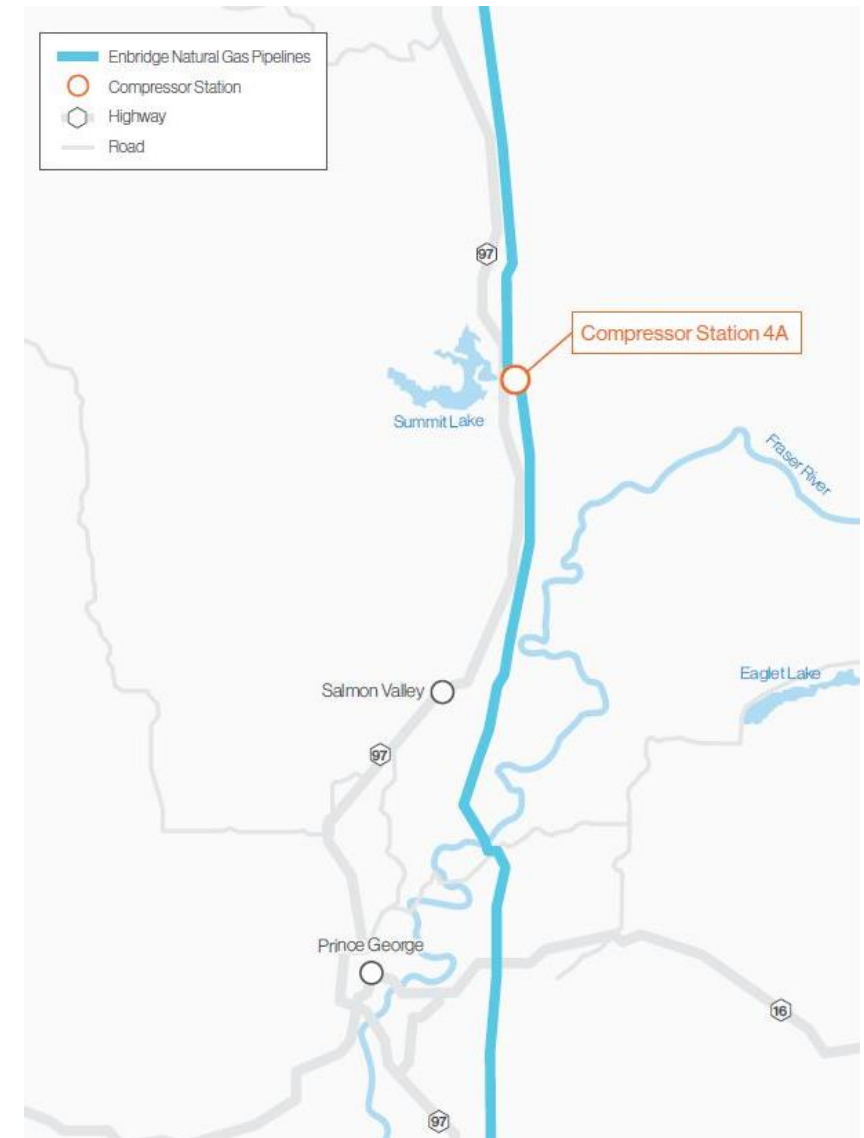 Enbridge Natural Gas Pipelines
Compressor Station
Highway
Road
97
Compressor Station 4A
Summit Lake
Fraser River
Eaglet Lake
Salmon Valley
97
Prince George
16
97